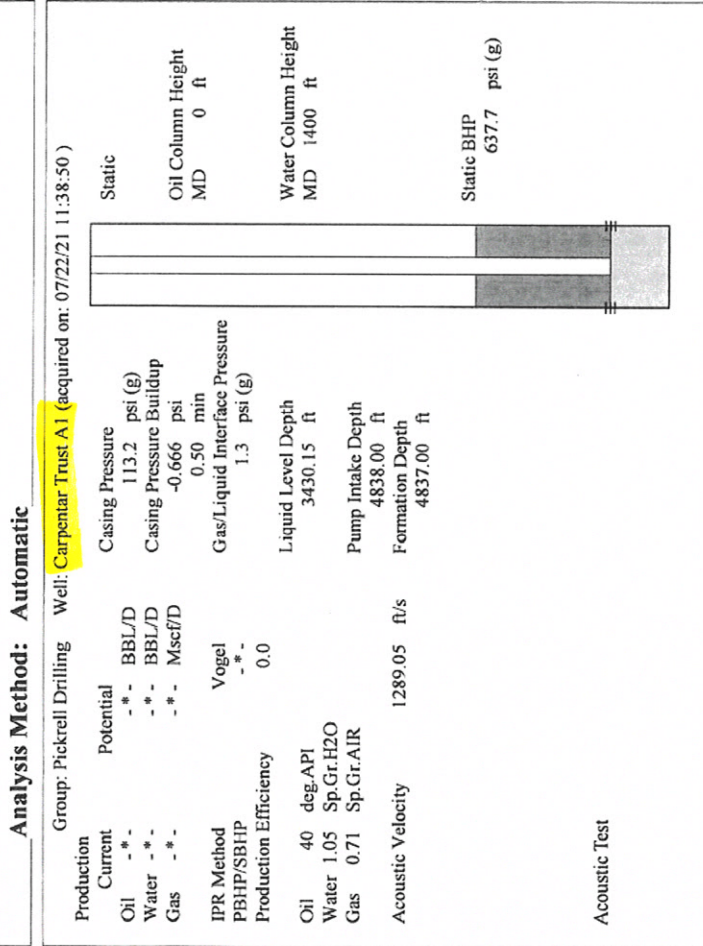 Analysis Method: Automatic
Group: Pickrell Drilling Well: Carpentar Trust A1 (acquired on: 07/22/21 11:38:50 )
Production
Current Potential
Oil - * - - * - BBL/D
Water - * - - * - BBL/D
Gas - * - - * - Mscf/D
IPR Method Vogel
PBHP/SBHP - * -
Production Efficiency 0.0
Oil 40 deg.API
Water 1.05 Sp.Gr.H2O
Gas 0.71 Sp.Gr.AIR
Acoustic Velocity 1289.05 ft/s
Casing Pressure
113.2 psi (g)
Casing Pressure Buildup
-0.666 psi
0.50 min
Gas/Liquid Interface Pressure
1.3 psi (g)
Liquid Level Depth
3430.15 ft
Pump Intake Depth
4838.00 ft
Formation Depth
4837.00 ft
Static
Oil Column Height
MD 0 ft
Water Column Height
MD 1400 ft
Static BHP
637.7 psi (g)
Acoustic Test